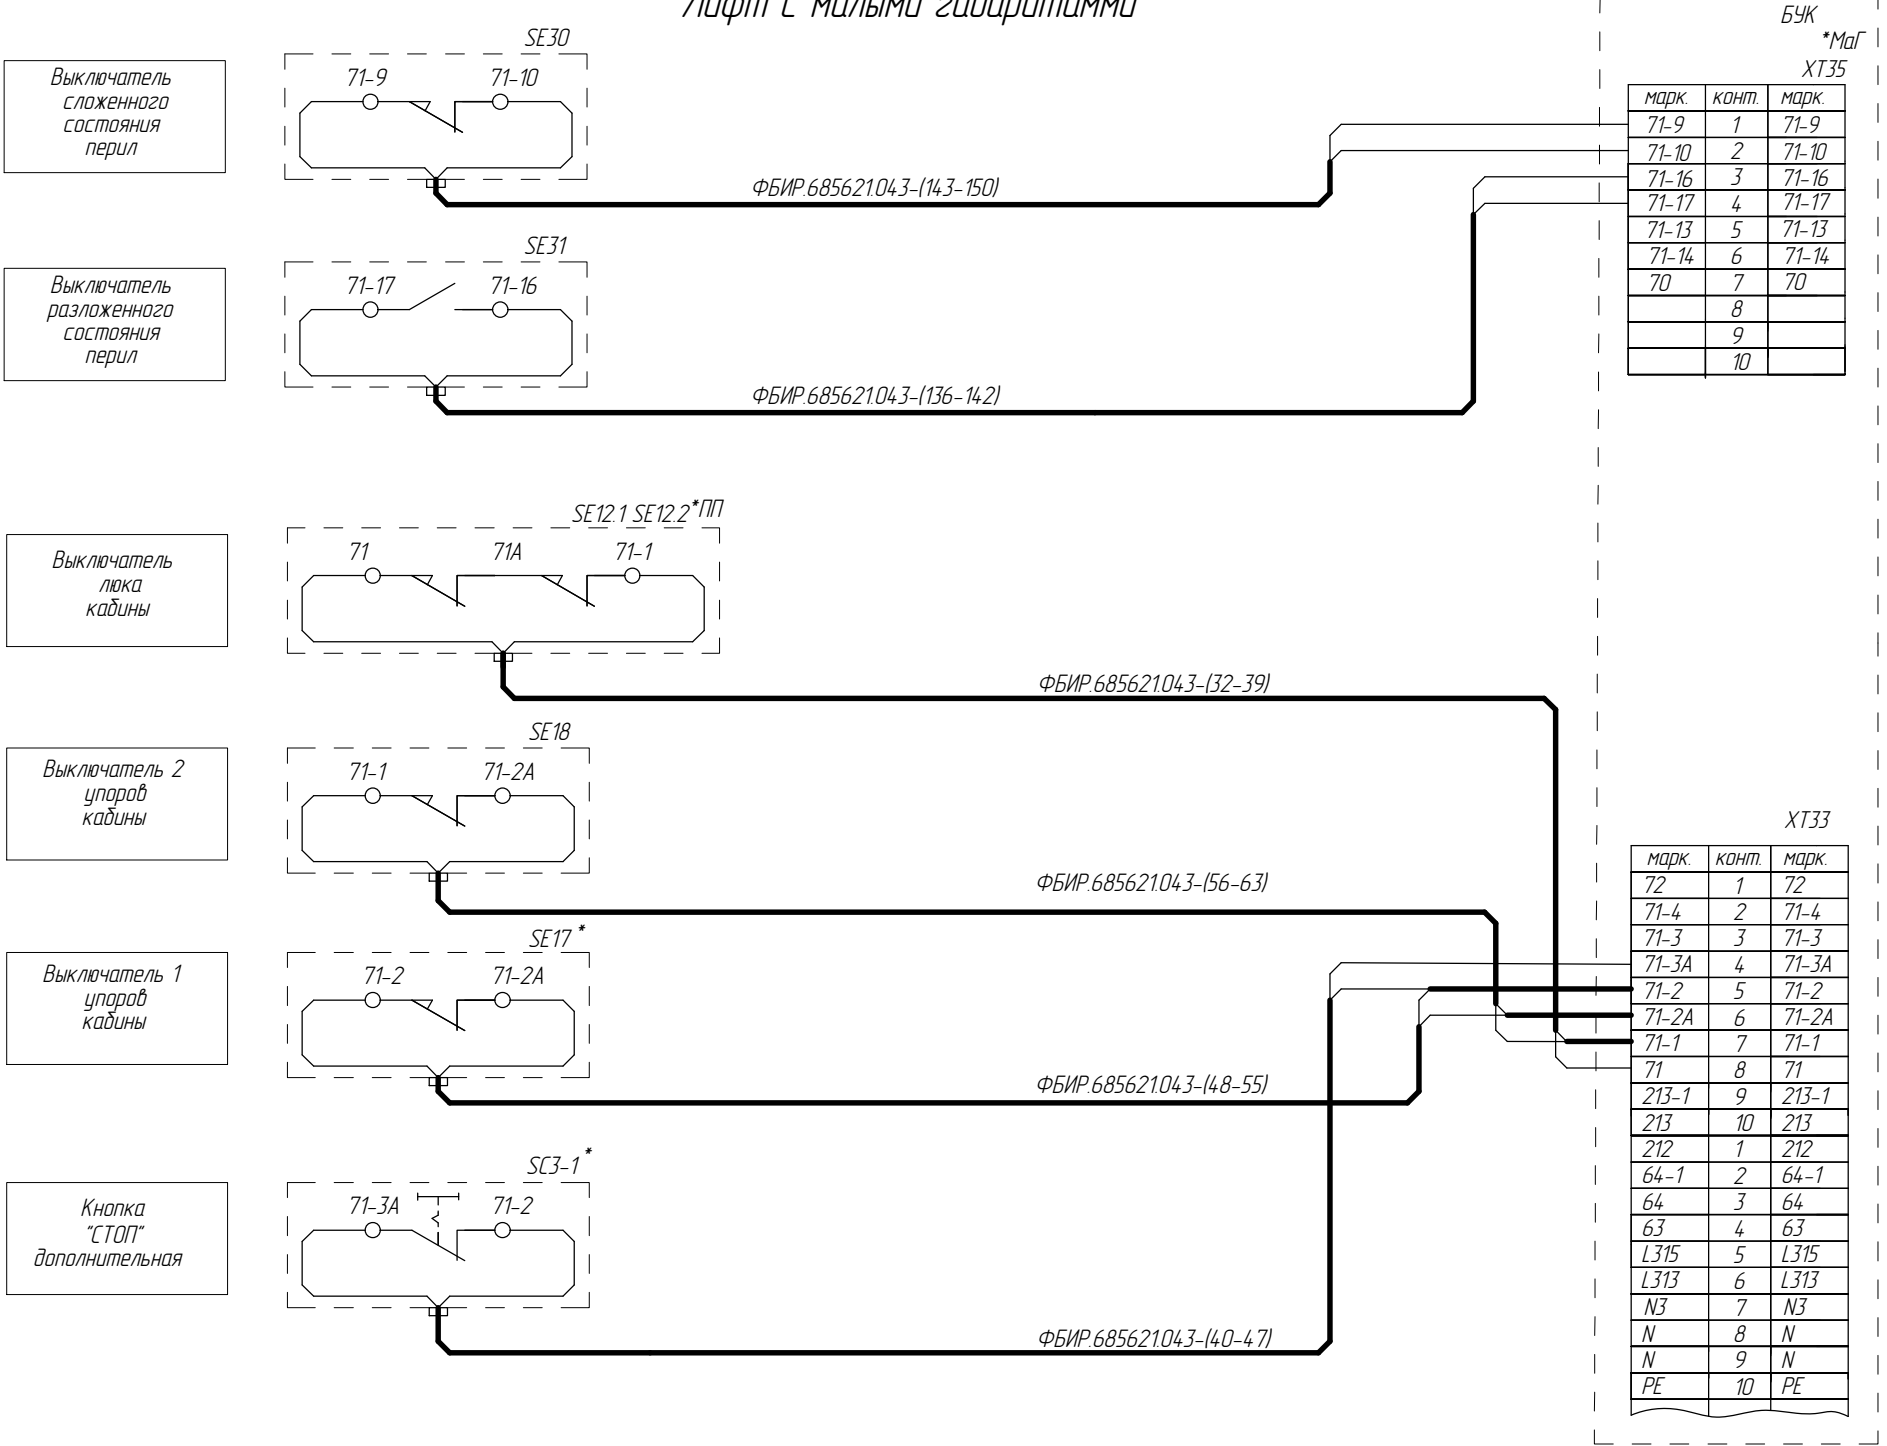 Лифт с малыми габаритамми
БУК
*МаГ
XT35
марк. конт. марк.
71-9 1 71-9
71-10 2 71-10
71-16 3 71-16
71-17 4 71-17
71-13 5 71-13
71-14 6 71-14
70 7 70
8
9
10
Выключатель
сложенного
состояния
перил
SE30
71-9 71-10
ФБИР.685621.043-(143-150)
Выключатель
разложенного
состояния
перил
SE31
71-17 71-16
ФБИР.685621.043-(136-142)
Выключатель
люка
кабины
SE12.1 SE12.2 *ПП
71 71А 71-1
ФБИР.685621.043-(32-39)
Выключатель 2
упоров
кабины
SE18
71-1 71-2А
ФБИР.685621.043-(56-63)
Выключатель 1
упоров
кабины
SE17 *
71-2 71-2А
ФБИР.685621.043-(48-55)
Кнопка
"СТОП"
дополнительная
SC3-1 *
71-3А 71-2
ФБИР.685621.043-(40-47)
XT33
марк. конт. марк.
72 1 72
71-4 2 71-4
71-3 3 71-3
71-3А 4 71-3А
71-2 5 71-2
71-2А 6 71-2А
71-1 7 71-1
71 8 71
213-1 9 213-1
213 10 213
212 1 212
64-1 2 64-1
64 3 64
63 4 63
L315 5 L315
L313 6 L313
N3 7 N3
N 8 N
N 9 N
PE 10 PE